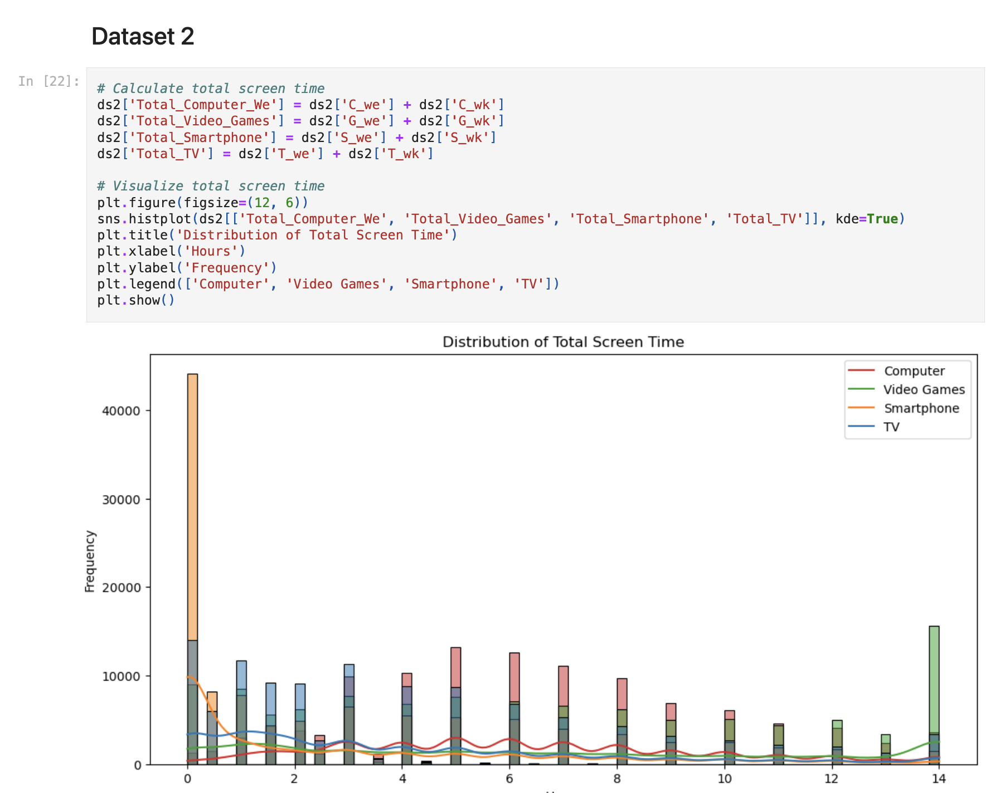 Dataset 2
In [22]:
# Calculate total screen time
ds2['Total_Computer_We'] = ds2['C_we'] + ds2['C_wk']
ds2['Total_Video_Games'] = ds2['G_we'] + ds2['G_wk']
ds2['Total_Smartphone'] = ds2['S_we'] + ds2['S_wk']
ds2['Total_TV'] = ds2['T_we'] + ds2['T_wk']
# Visualize total screen time
plt.figure(figsize=(12, 6))
sns.histplot(ds2[['Total_Computer_We', 'Total_Video_Games', 'Total_Smartphone', 'Total_TV']], kde=True)
plt.title('Distribution of Total Screen Time')
plt.xlabel('Hours')
plt.ylabel('Frequency')
plt.legend(['Computer', 'Video Games', 'Smartphone', 'TV'])
plt.show()
Distribution of Total Screen Time
Computer
Video Games
Smartphone
TV
Frequency
40000
30000
20000
10000
0
0 2 4 6 8 10 12 14